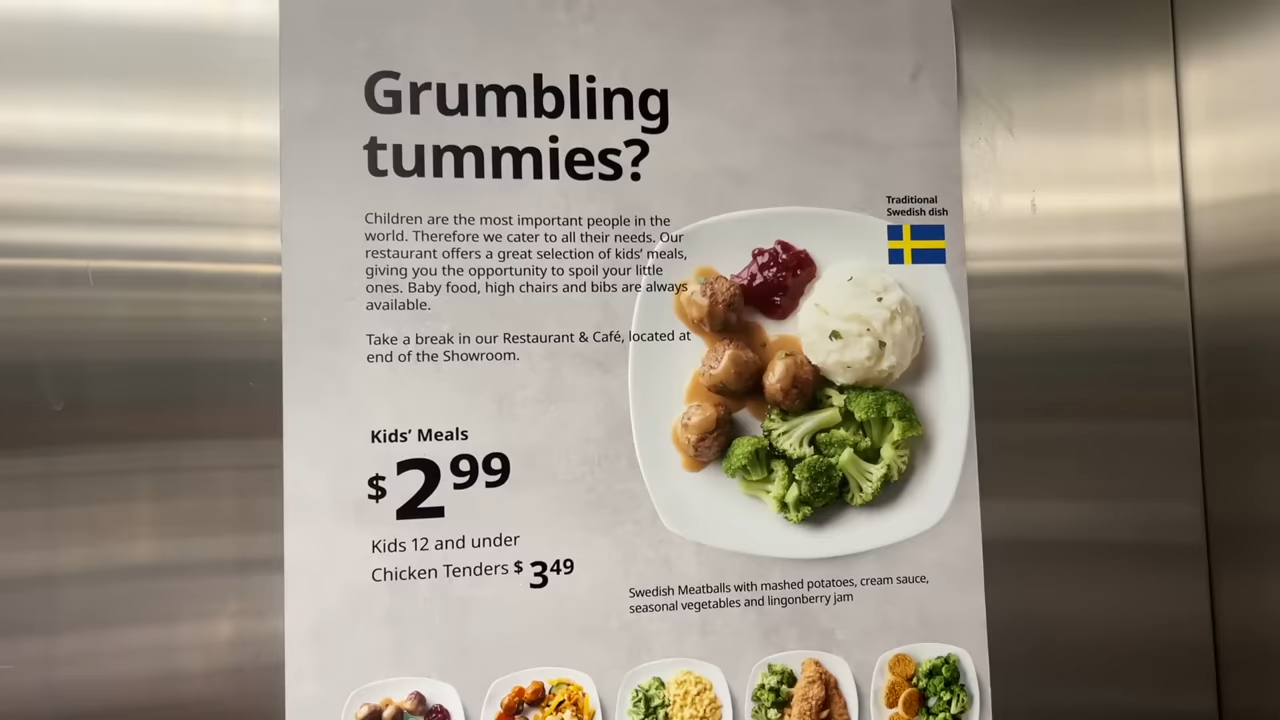 Grumbling
tummies?
Children are the most important people in the
world. Therefore we cater to all their needs. Our
restaurant offers a great selection of kids' meals,
giving you the opportunity to spoil your little
ones. Baby food, high chairs and bibs are always
available.
Take a break in our Restaurant & Café, located at
end of the Showroom.
Traditional
Swedish dish
Kids' Meals
$2 99
Kids 12 and under
Chicken Tenders $3 49
Swedish Meatballs with mashed potatoes, cream sauce,
seasonal vegetables and lingonberry jam